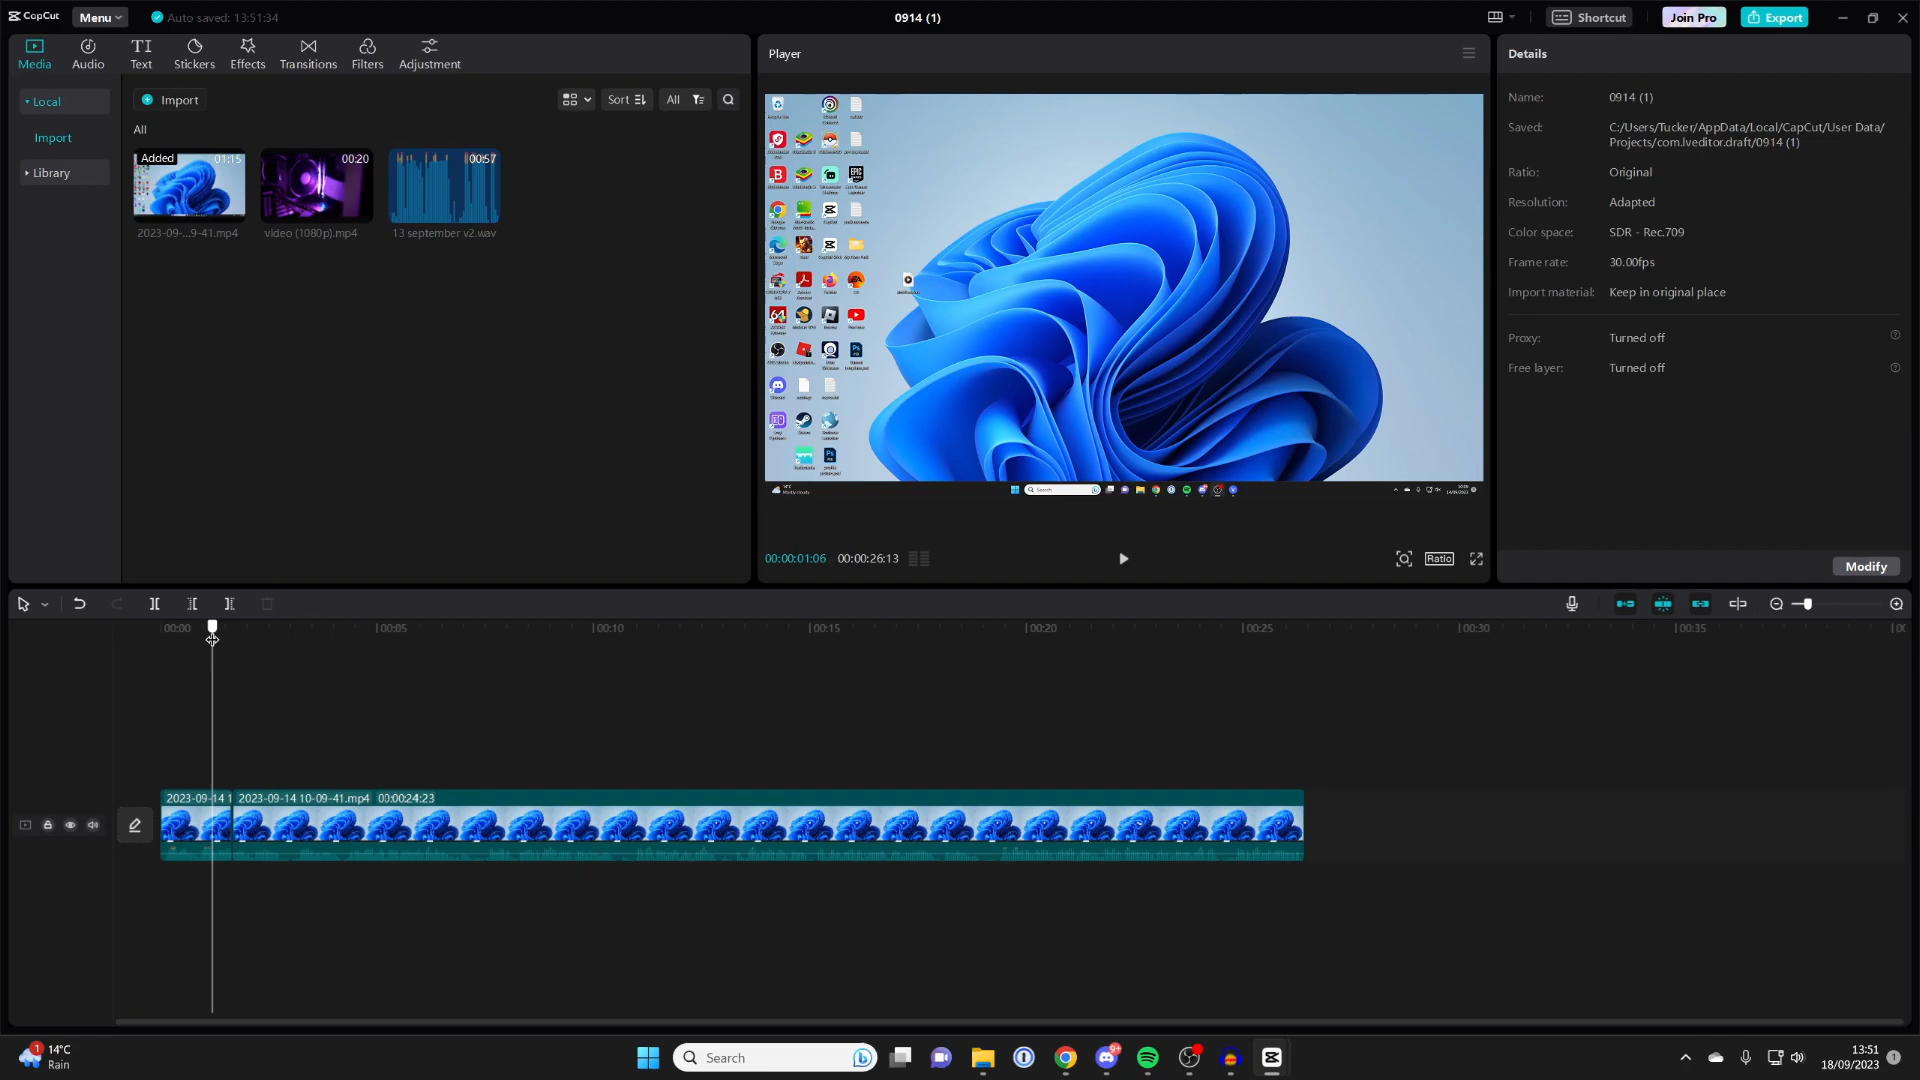 CapCut
Menu
Auto saved: 13:51:34
0914 (1)
Shortcut
Join Pro
Export
Media
Audio
Text
Stickers
Effects
Transitions
Filters
Adjustment
Player
Details
Local
Import
Library
Import
Sort
All
All
Added
01:15
00:20
00:57
2023-09-...9-41.mp4
video (1080p).mp4
13 september v2.wav
Name:
0914 (1)
Saved:
C:/Users/Tucker/AppData/Local/CapCut/User Data/
Projects/com.lveditor.draft/0914 (1)
Ratio:
Original
Resolution:
Adapted
Color space:
SDR - Rec.709
Frame rate:
30.00fps
Import material:
Keep in original place
Proxy:
Turned off
Free layer:
Turned off
Search
00:00:01:06
00:00:26:13
Ratio
Modify
00:00
00:05
00:10
00:15
00:20
00:25
00:30
00:35
2023-09-14 1
2023-09-14 10-09-41.mp4
00:00:24:23
1
14°C
Rain
Search
9+
13:51
18/09/2023
1